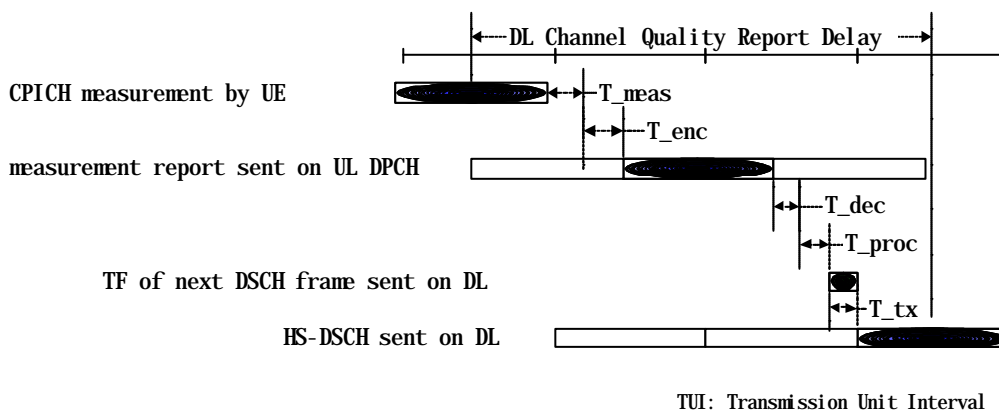 DL Channel Quality Report Delay
CPICH measurement by UE
T_meas
T_enc
measurement report sent on UL DPCH
T_dec
T_proc
TF of next DSCH frame sent on DL
T_tx
HS-DSCH sent on DL
TUI: Transmission Unit Interval